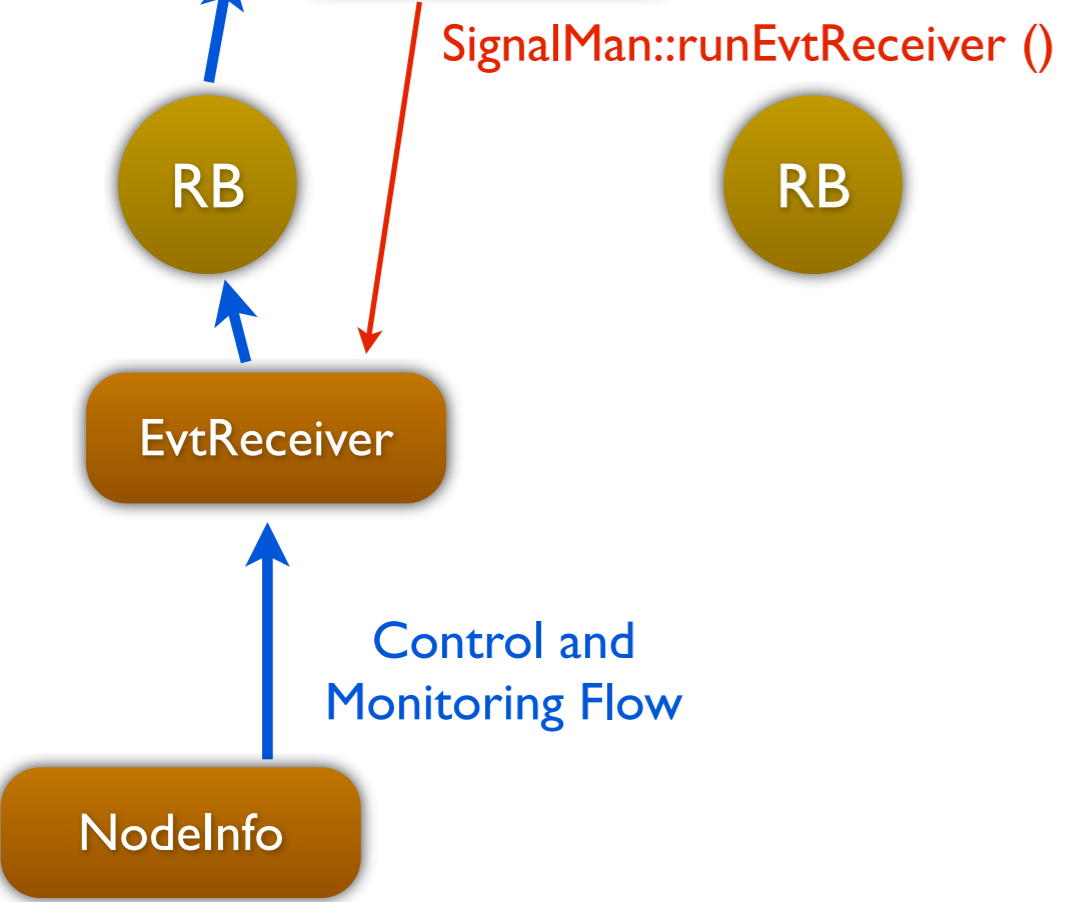 SignalMan::runEvtReceiver ()
RB
RB
EvtReceiver
Control and
Monitoring Flow
NodeInfo